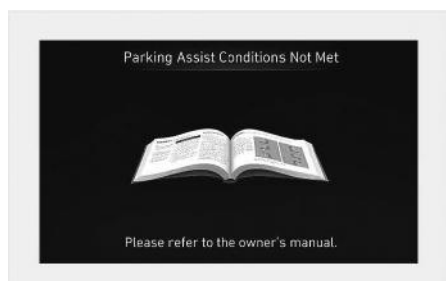 Parking Assist Conditions Not Met
Please refer to the owner's manual.